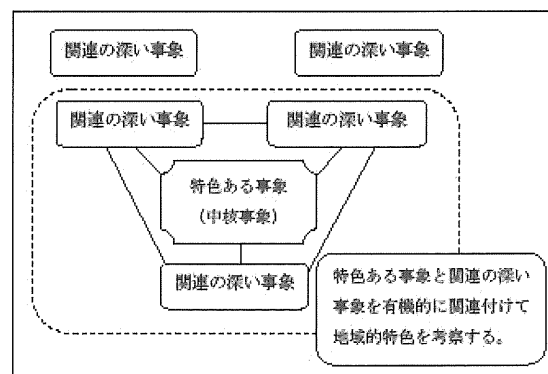 関連の深い事象
関連の深い事象
関連の深い事象
関連の深い事象
特色ある事象
(中核事象)
関連の深い事象
特色ある事象と関連の深い
事象を有機的に関連付けて
地域的特色を考察する。